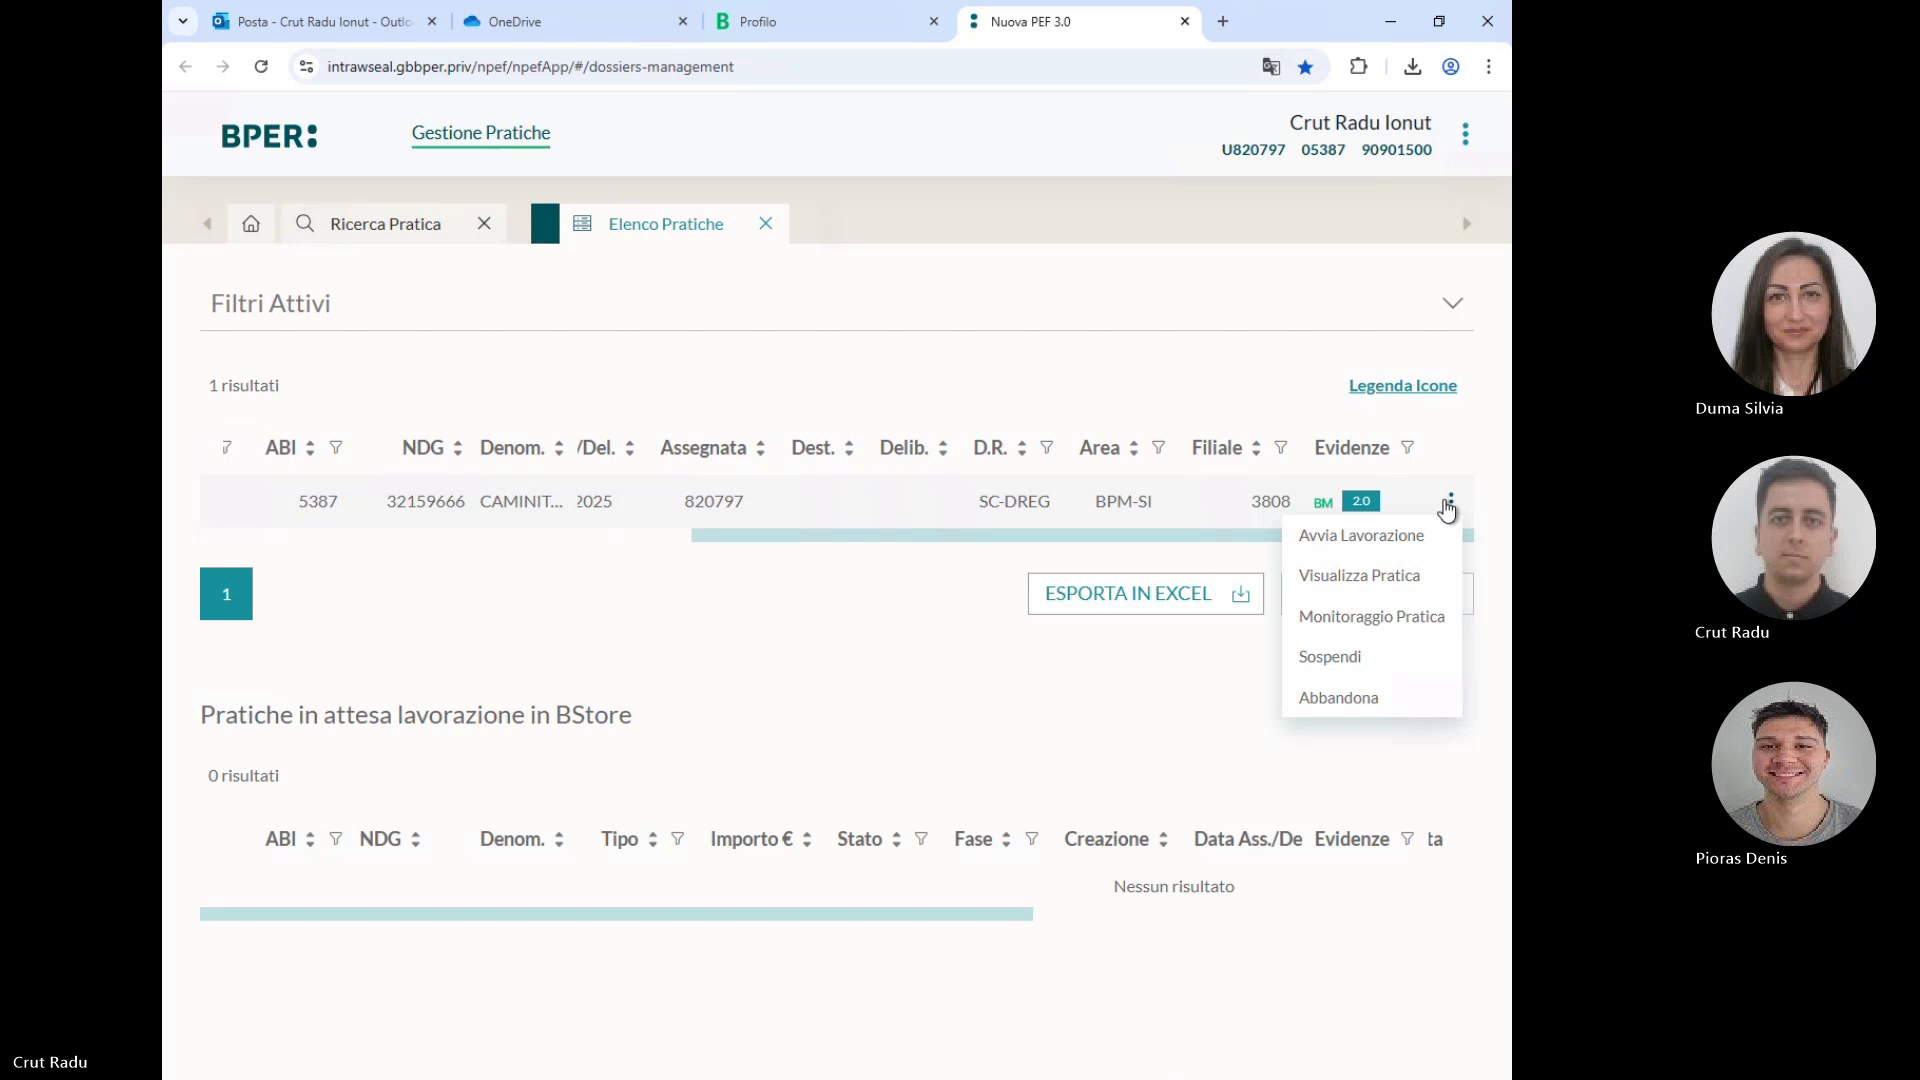 Posta - Crut Radu Ionut - Outlo
OneDrive
Profilo
Nuova PEF 3.0
intrawseal.gbbper.priv/npef/npefApp/#/dossiers-management
BPER:
Gestione Pratiche
Crut Radu Ionut
U820797 05387 90901500
Ricerca Pratica
Elenco Pratiche
Filtri Attivi
1 risultati
Legenda Icone
ABI NDG Denom. /Del. Assegnata Dest. Delib. D.R. Area Filiale Evidenze
5387 32159666 CAMINIT... 2025 820797 SC-DREG BPM-SI 3808 BM 2.0
Avvia Lavorazione
Visualizza Pratica
Monitoraggio Pratica
Sospendi
Abbandona
1
ESPORTA IN EXCEL
Pratiche in attesa lavorazione in BStore
0 risultati
ABI NDG Denom. Tipo Importo € Stato Fase Creazione Data Ass./De Evidenze ta
Nessun risultato
Duma Silvia
Crut Radu
Pioras Denis
Crut Radu